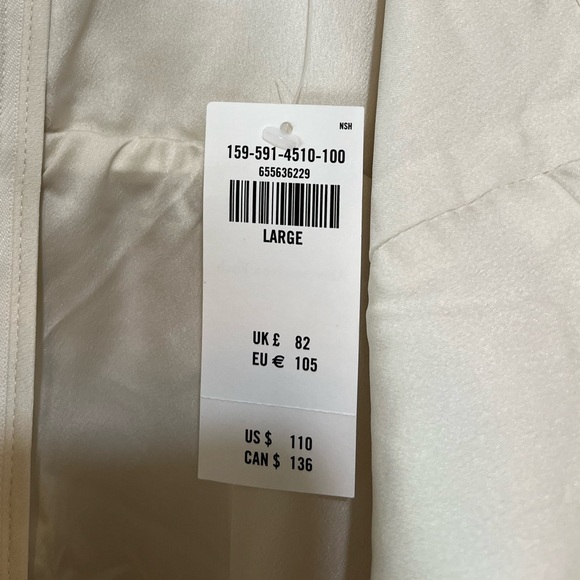 NSH
159-591-4510-100
655636229
LARGE
UK £ 82
EU € 105
US $ 110
CAN $ 136